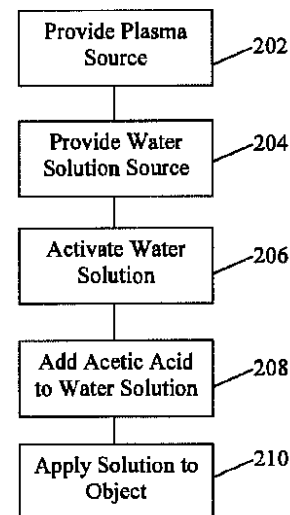 Provide Plasma
Source
202
Provide Water
Solution Source
204
Activate Water
Solution
206
Add Acetic Acid
to Water Solution
208
Apply Solution to
Object
210